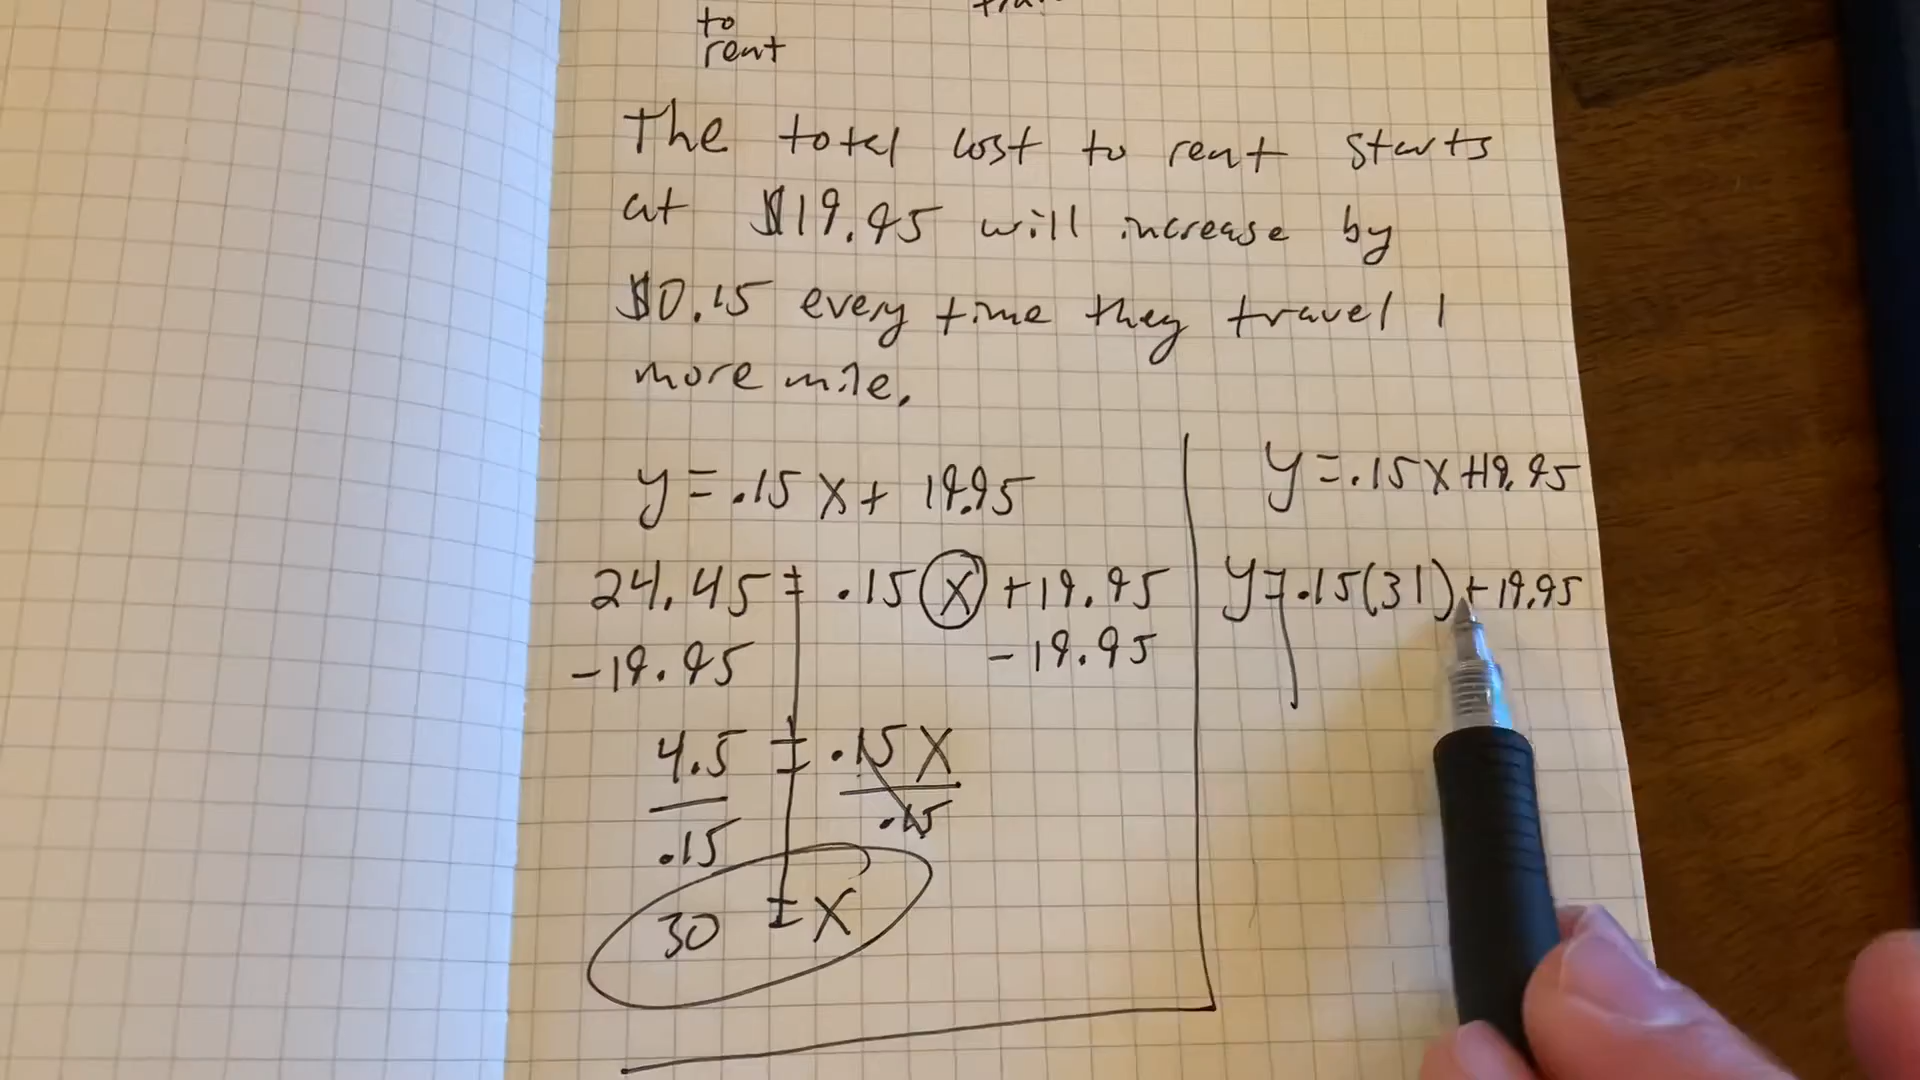 to
rent
The total cost to rent starts
at $19.95 will increase by
$0.15 every time they travel 1
more mile.
y = .15x + 19.95
24.45 = .15x + 19.95
-19.95 -19.95
4.5 = .15x
.15 .15
30 = x
y = .15x + 19.95
y = .15(31) + 19.95